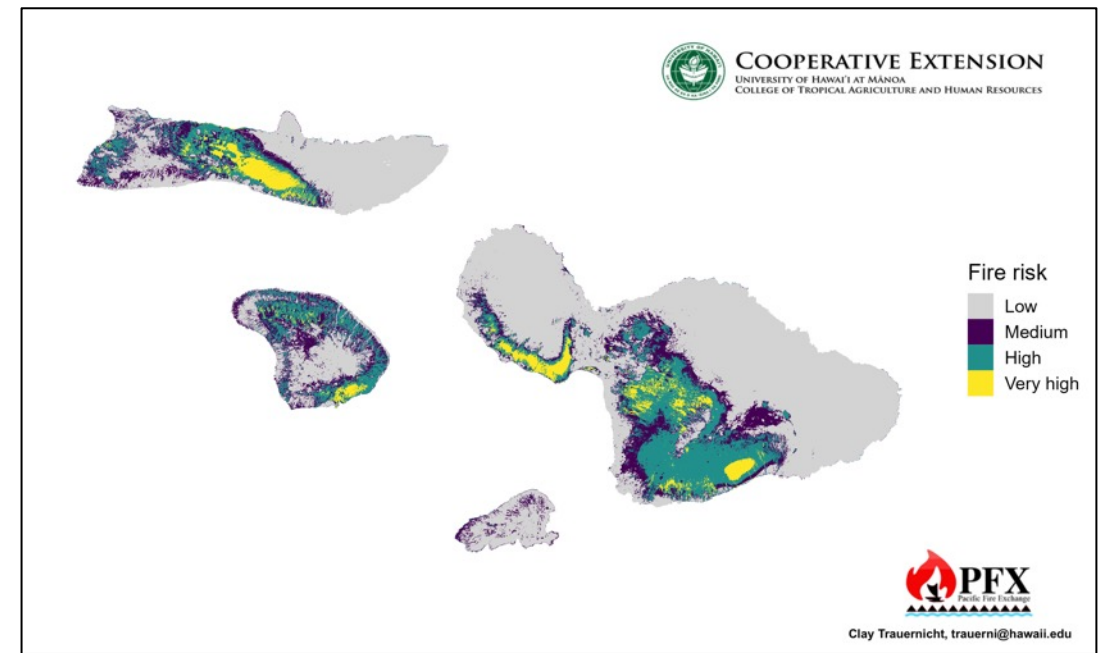 COOPERATIVE EXTENSION
UNIVERSITY OF HAWAI'I AT MĀNOA
COLLEGE OF TROPICAL AGRICULTURE AND HUMAN RESOURCES
Fire risk
Low
Medium
High
Very high
PFX
Pacific Fire Exchange
Clay Trauernicht, trauerni@hawaii.edu